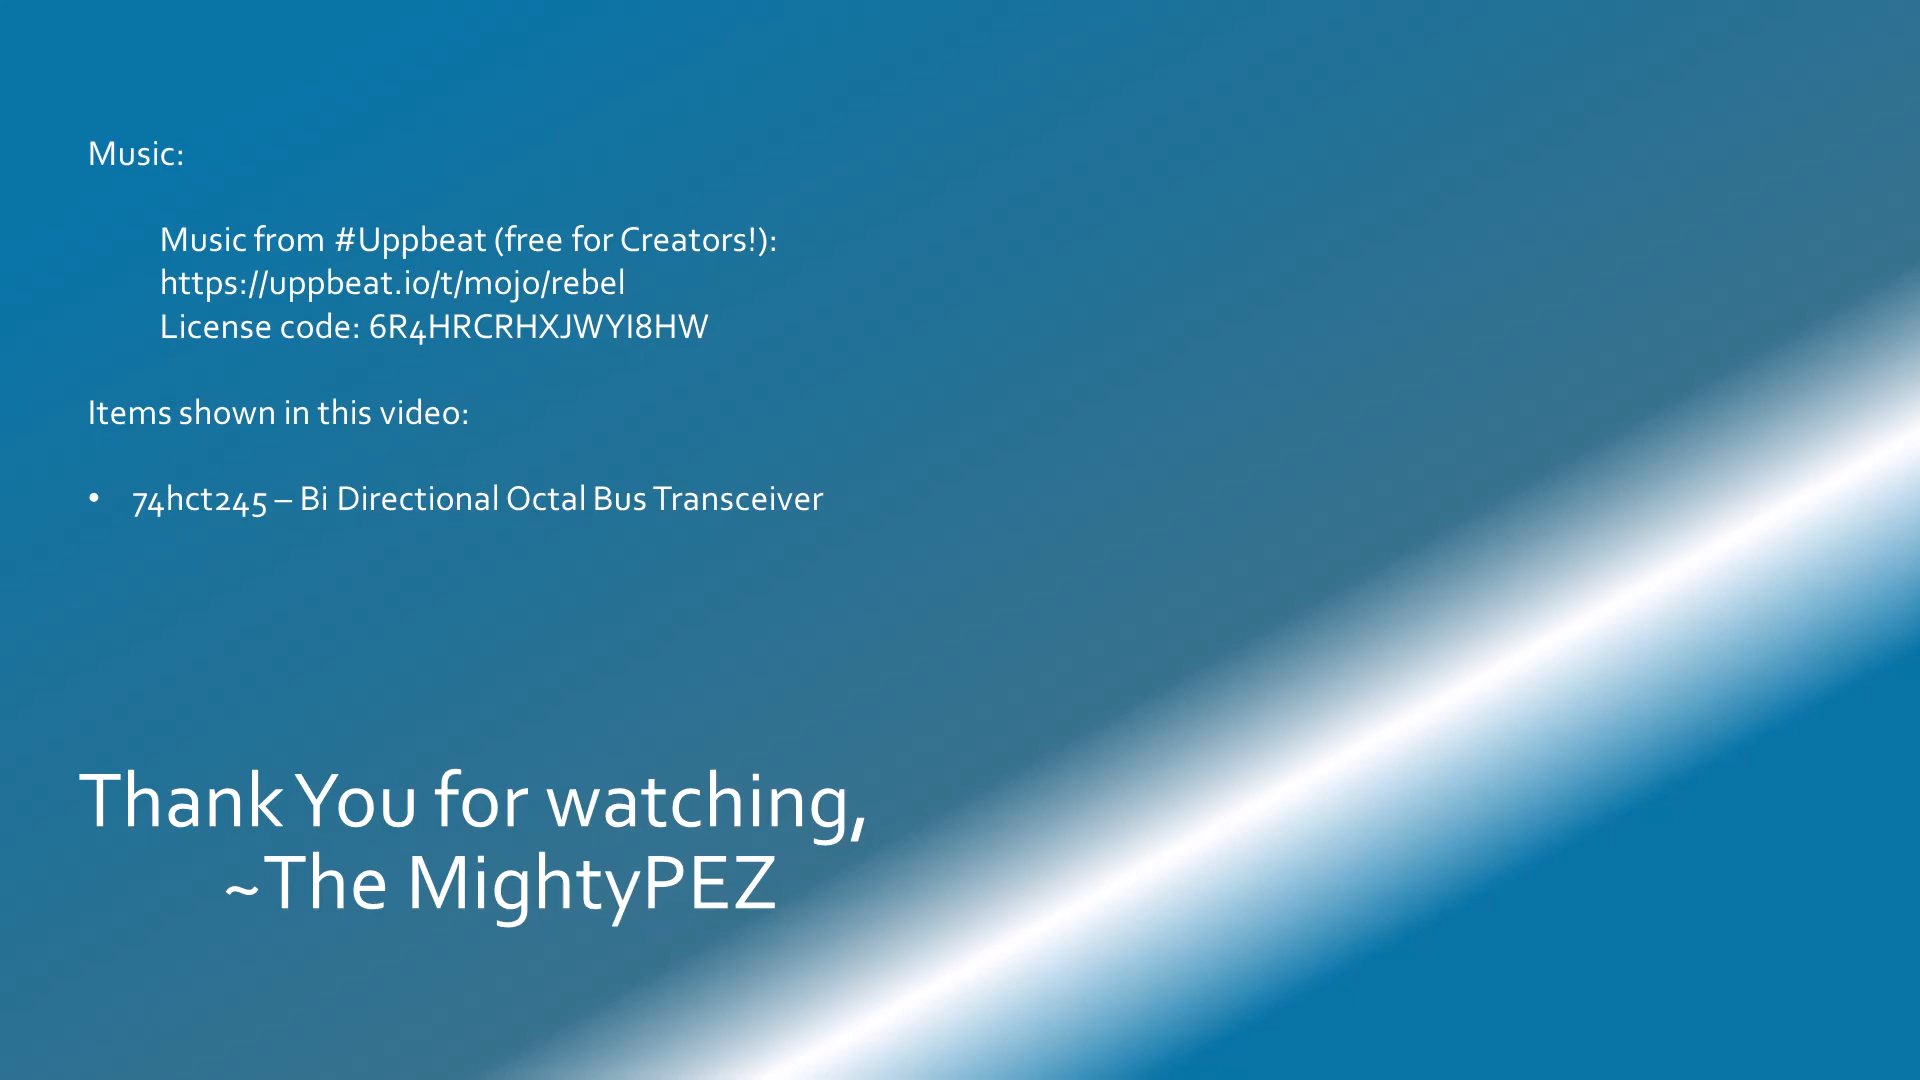 Music:
Music from #Uppbeat (free for Creators!):
https://uppbeat.io/t/mojo/rebel
License code: 6R4HRCRHXJWYI8HW
Items shown in this video:
• 74hct245 – Bi Directional Octal Bus Transceiver
Thank You for watching,
~The MightyPEZ